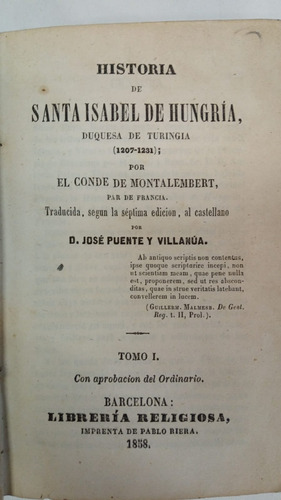 HISTORIA
DE
SANTA ISABEL DE HUNGRÍA,
DUQUESA DE TURINGIA
(1207-1231);
POR
EL CONDE DE MONTALEMBERT,
PAR DE FRANCIA.
Traducida, segun la séptima edicion, al castellano
POR
D. JOSÉ PUENTE Y VILLANÚA.
Ab antiquo scriptis non contentus,
ipse quoque scripturire incepi, non
ut scientiam meam, quae pene nulla
est, proponerem, sed ut res abscon-
ditas, quae in strue veritatis latebant,
convellerem in lucem.
(GUILLERM. MALMESB. De Gest.
Reg. t. II, Prol.).
TOMO I.
Con aprobacion del Ordinario.
BARCELONA:
LIBRERÍA RELIGIOSA,
IMPRENTA DE PABLO RIERA.
1858.